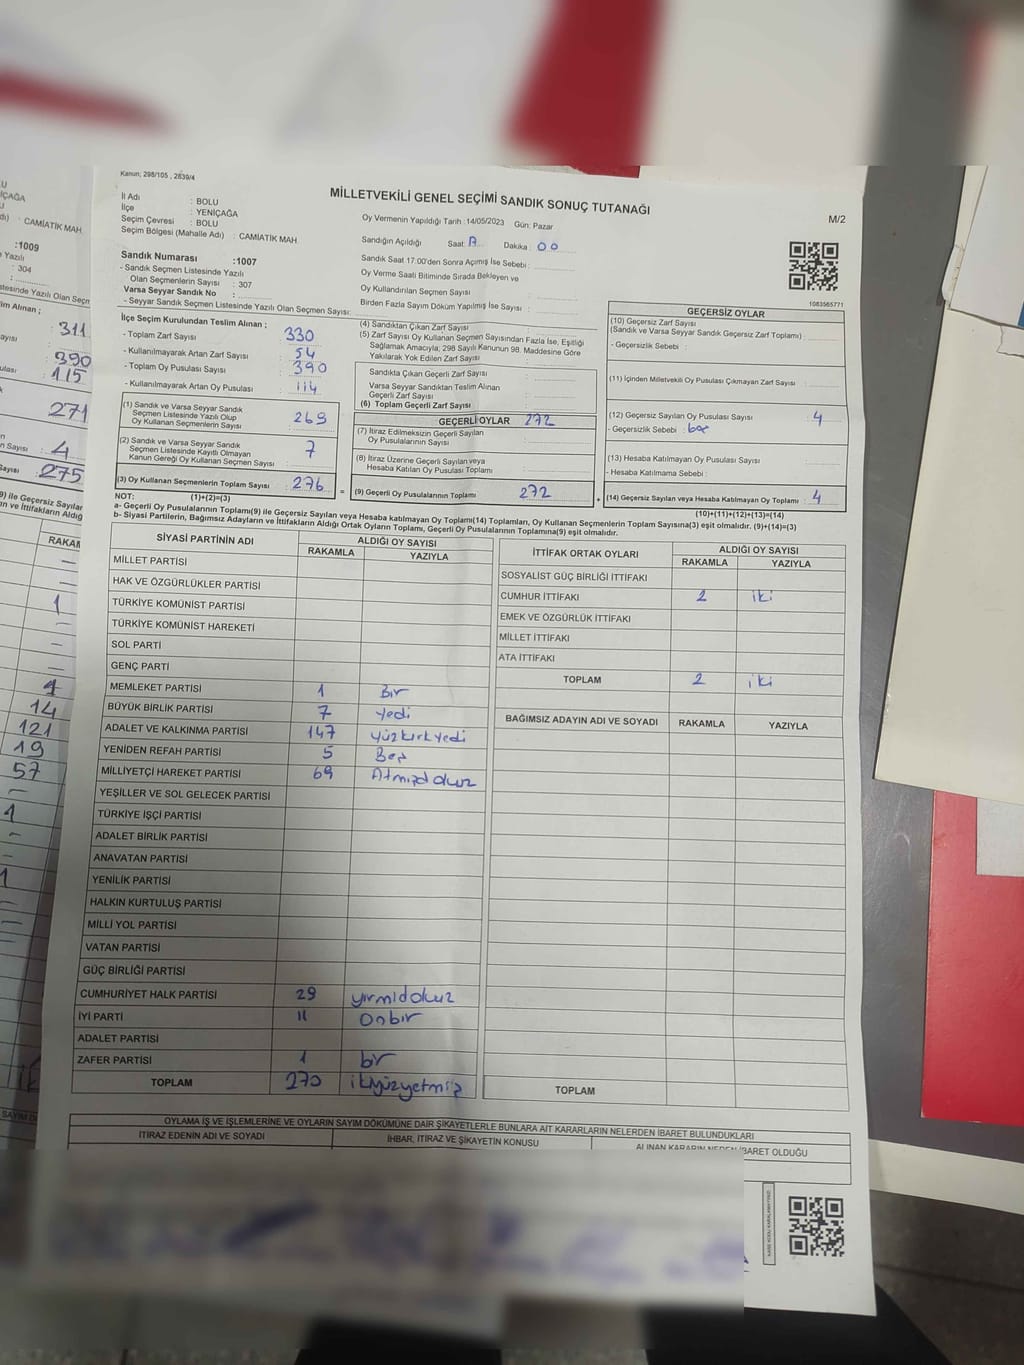 Kanun; 298/105 , 2839/4
MİLLETVEKİLİ GENEL SEÇİMİ SANDIK SONUÇ TUTANAĞI
M/2
İl Adı : BOLU
İlçe : YENİÇAĞA
Seçim Çevresi : BOLU
Seçim Bölgesi (Mahalle Adı) : CAMİATİK MAH.
Oy Vermenin Yapıldığı Tarih : 14/05/2023 Gün: Pazar
Sandığın Açıldığı Saat: Dakika : 00
Sandık Saat 17:00'den Sonra Açılmış İse Sebebi :
Oy Verme Saati Bitiminde Sırada Bekleyen ve
Oy Kullandırılan Seçmen Sayısı
Birden Fazla Sayım Döküm Yapılmış İse Sayısı :
Sandık Numarası :1007
- Sandık Seçmen Listesinde Yazılı
Olan Seçmenlerin Sayısı : 307
Varsa Seyyar Sandık No :
- Seyyar Sandık Seçmen Listesinde Yazılı Olan Seçmen Sayısı:
1083565771
İlçe Seçim Kurulundan Teslim Alınan ;
- Toplam Zarf Sayısı : 330
- Kullanılmayarak Artan Zarf Sayısı : 54
- Toplam Oy Pusulası Sayısı : 390
- Kullanılmayarak Artan Oy Pusulası : 114
(1) Sandık ve Varsa Seyyar Sandık
Seçmen Listesinde Yazılı Olup
Oy Kullanan Seçmenlerin Sayısı : 269
(2) Sandık ve Varsa Seyyar Sandık
Seçmen Listesinde Kayıtlı Olmayan
Kanun Gereği Oy Kullanan Seçmen Sayısı : 7
(3) Oy Kullanan Seçmenlerin Toplam Sayısı : 276
(1)+(2)=(3)
(4) Sandıktan Çıkan Zarf Sayısı :
(5) Zarf Sayısı Oy Kullanan Seçmen Sayısından Fazla İse, Eşitliği
Sağlamak Amacıyla; 298 Sayılı Kanunun 98. Maddesine Göre
Yakılarak Yok Edilen Zarf Sayısı :
Sandıkta Çıkan Geçerli Zarf Sayısı :
Varsa Seyyar Sandıktan Teslim Alınan
Geçerli Zarf Sayısı :
(6) Toplam Geçerli Zarf Sayısı :
GEÇERLİ OYLAR 272
(7) İtiraz Edilmeksizin Geçerli Sayılan
Oy Pusulalarının Sayısı :
(8) İtiraz Üzerine Geçerli Sayılan veya
Hesaba Katılan Oy Pusulası Toplamı :
= (9) Geçerli Oy Pusulalarının Toplamı : 272
GEÇERSİZ OYLAR
(10) Geçersiz Zarf Sayısı
(Sandık ve Varsa Seyyar Sandık Geçersiz Zarf Toplamı) :
- Geçersizlik Sebebi :
(11) İçinden Milletvekili Oy Pusulası Çıkmayan Zarf Sayısı :
(12) Geçersiz Sayılan Oy Pusulası Sayısı : 4
- Geçersizlik Sebebi :
(13) Hesaba Katılmayan Oy Pusulası Sayısı :
- Hesaba Katılmama Sebebi :
+ (14) Geçersiz Sayılan veya Hesaba Katılmayan Oy Toplamı : 4
(10)+(11)+(12)+(13)=(14)
NOT:
a- Geçerli Oy Pusulalarının Toplamı(9) ile Geçersiz Sayılan veya Hesaba katılmayan Oy Toplamı(14) Toplamları, Oy Kullanan Seçmenlerin Toplam Sayısına(3) eşit olmalıdır. (9)+(14)=(3)
b- Siyasi Partilerin, Bağımsız Adayların ve İttifakların Aldığı Ortak Oyların Toplamı, Geçerli Oy Pusulalarının Toplamına(9) eşit olmalıdır.
SİYASİ PARTİNİN ADI ALDIĞI OY SAYISI
RAKAMLA YAZIYLA
MİLLET PARTİSİ
HAK VE ÖZGÜRLÜKLER PARTİSİ
TÜRKİYE KOMÜNİST PARTİSİ
TÜRKİYE KOMÜNİST HAREKETİ
SOL PARTİ
GENÇ PARTİ
MEMLEKET PARTİSİ 1 Bir
BÜYÜK BİRLİK PARTİSİ 7 yedi
ADALET VE KALKINMA PARTİSİ 147 yüzkırkyedi
YENİDEN REFAH PARTİSİ 5 Beş
MİLLİYETÇİ HAREKET PARTİSİ 69 Atmışdokuz
YEŞİLLER VE SOL GELECEK PARTİSİ
TÜRKİYE İŞÇİ PARTİSİ
ADALET BİRLİK PARTİSİ
ANAVATAN PARTİSİ
YENİLİK PARTİSİ
HALKIN KURTULUŞ PARTİSİ
MİLLİ YOL PARTİSİ
VATAN PARTİSİ
GÜÇ BİRLİĞİ PARTİSİ
CUMHURİYET HALK PARTİSİ 29 yirmidokuz
İYİ PARTİ 11 Onbir
ADALET PARTİSİ
ZAFER PARTİSİ 1 bir
TOPLAM 270 ikiyüzyetmiş
İTTİFAK ORTAK OYLARI ALDIĞI OY SAYISI
RAKAMLA YAZIYLA
SOSYALİST GÜÇ BİRLİĞİ İTTİFAKI
CUMHUR İTTİFAKI 2 iki
EMEK VE ÖZGÜRLÜK İTTİFAKI
MİLLET İTTİFAKI
ATA İTTİFAKI
TOPLAM 2 iki
BAĞIMSIZ ADAYIN ADI VE SOYADI RAKAMLA YAZIYLA
TOPLAM
OYLAMA İŞ VE İŞLEMLERİNE VE OYLARIN SAYIM DÖKÜMÜNE DAİR ŞİKAYETLERLE BUNLARA AİT KARARLARIN NELERDEN İBARET BULUNDUKLARI
İTİRAZ EDENİN ADI VE SOYADI İHBAR, İTİRAZ VE ŞİKAYETİN KONUSU ALINAN KARARIN NEDEN İBARET OLDUĞU
CAMİATİK MAH.
:1009
: 304
311
390
115
271
4
275
RAKAM
1
1
14
121
19
57
1
1